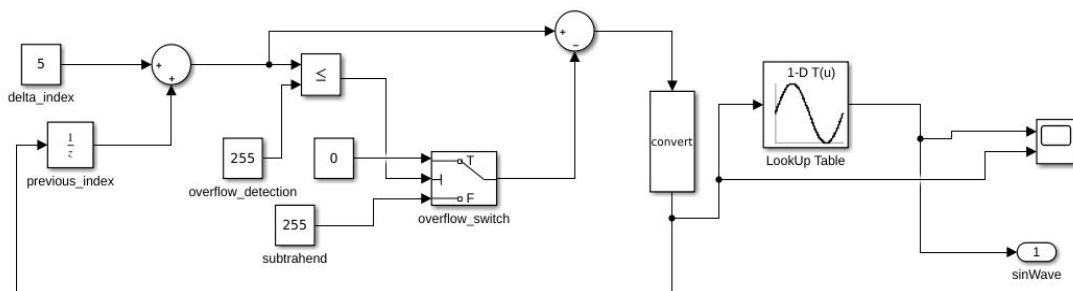 5
delta_index
+
+
1
z
previous_index
≤
255
overflow_detection
0
255
subtrahend
T
F
overflow_switch
+
−
convert
1-D T(u)
LookUp Table
1
sinWave